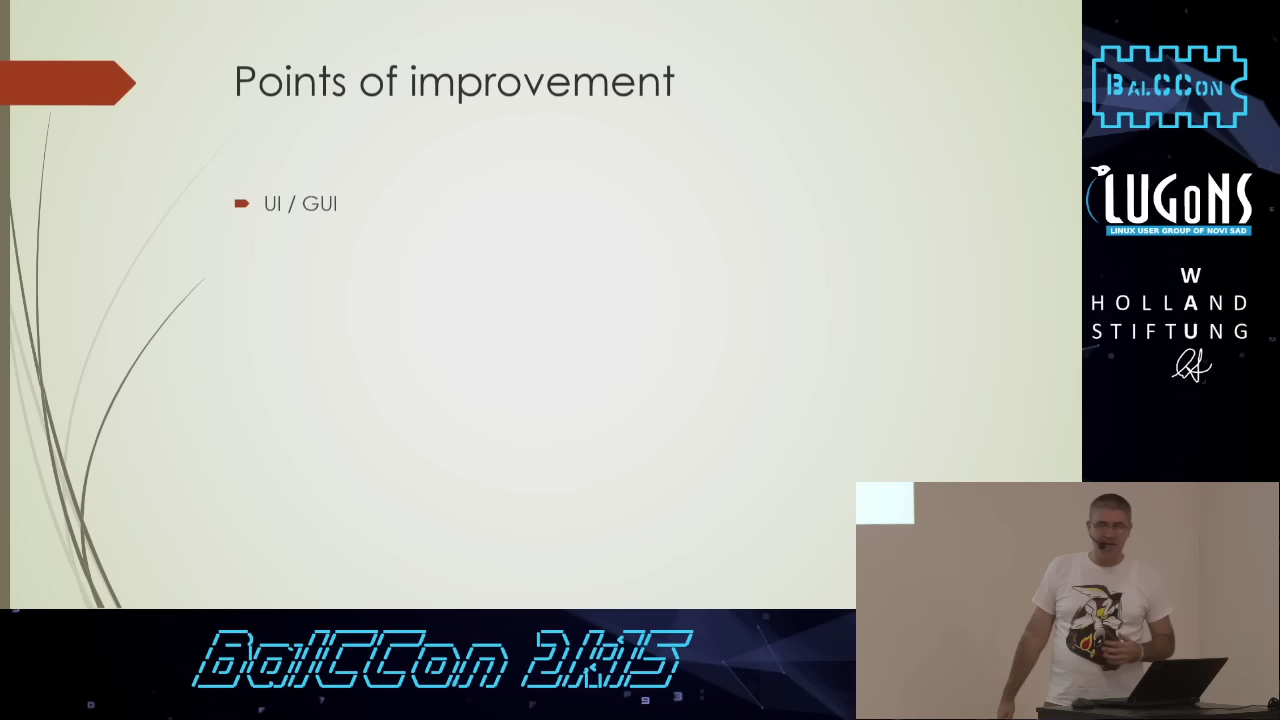 Points of improvement
UI / GUI
BALCCON
LUGoNS
LINUX USER GROUP OF NOVI SAD
W
HOLLAND
STIFTUNG
BalCCon 2k15